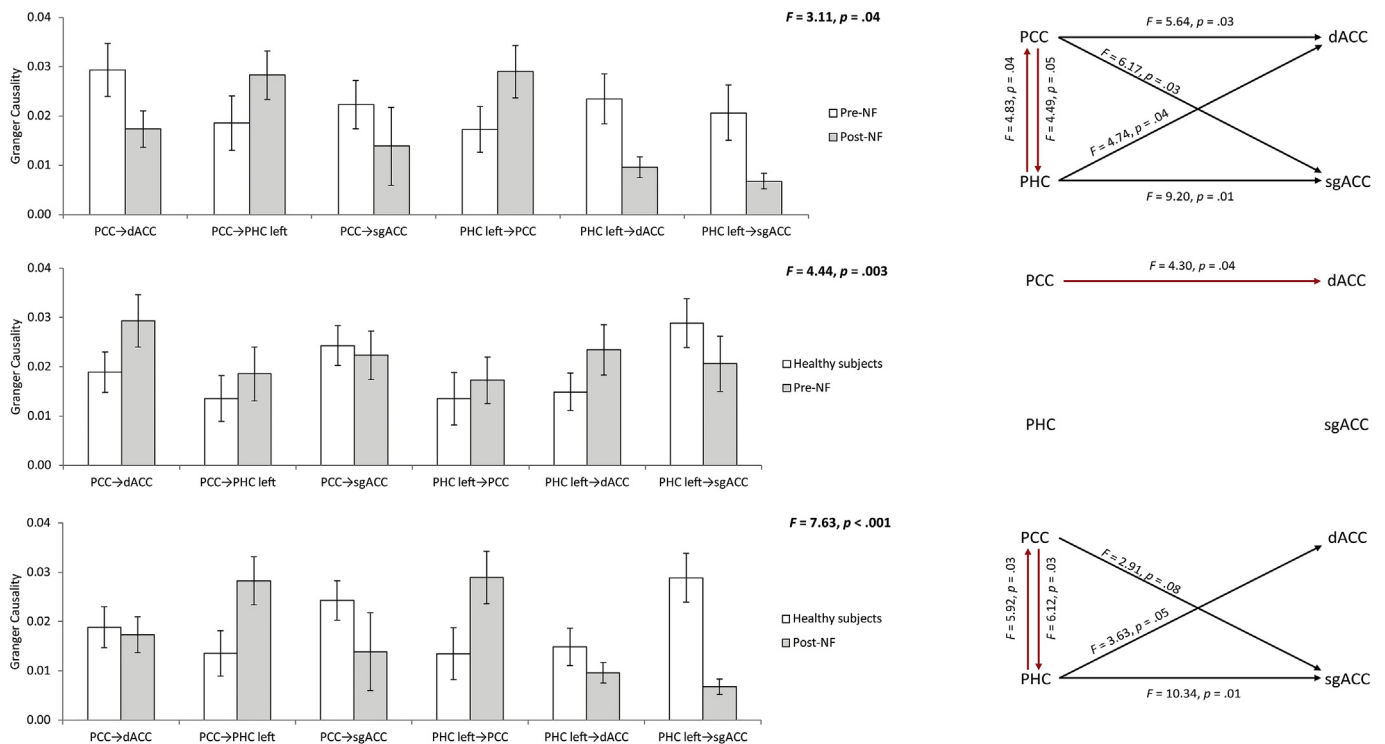 F = 3.11, p = .04
0.04
0.03
0.02
0.01
0.00
Granger Causality
Pre-NF
Post-NF
PCC→dACC PCC→PHC left PCC→sgACC PHC left→PCC PHC left→dACC PHC left→sgACC
F = 5.64, p = .03
PCC dACC
F = 6.17, p = .03
F = 4.83, p = .04
F = 4.49, p = .05
F = 4.74, p = .04
PHC sgACC
F = 9.20, p = .01
F = 4.44, p = .003
0.04
0.03
0.02
0.01
0.00
Granger Causality
Healthy subjects
Pre-NF
PCC→dACC PCC→PHC left PCC→sgACC PHC left→PCC PHC left→dACC PHC left→sgACC
F = 4.30, p = .04
PCC dACC
PHC sgACC
F = 7.63, p < .001
0.04
0.03
0.02
0.01
0.00
Granger Causality
Healthy subjects
Post-NF
PCC→dACC PCC→PHC left PCC→sgACC PHC left→PCC PHC left→dACC PHC left→sgACC
PCC dACC
F = 2.91, p = .08
F = 5.92, p = .03
F = 6.12, p = .03
F = 3.63, p = .05
PHC sgACC
F = 10.34, p = .01